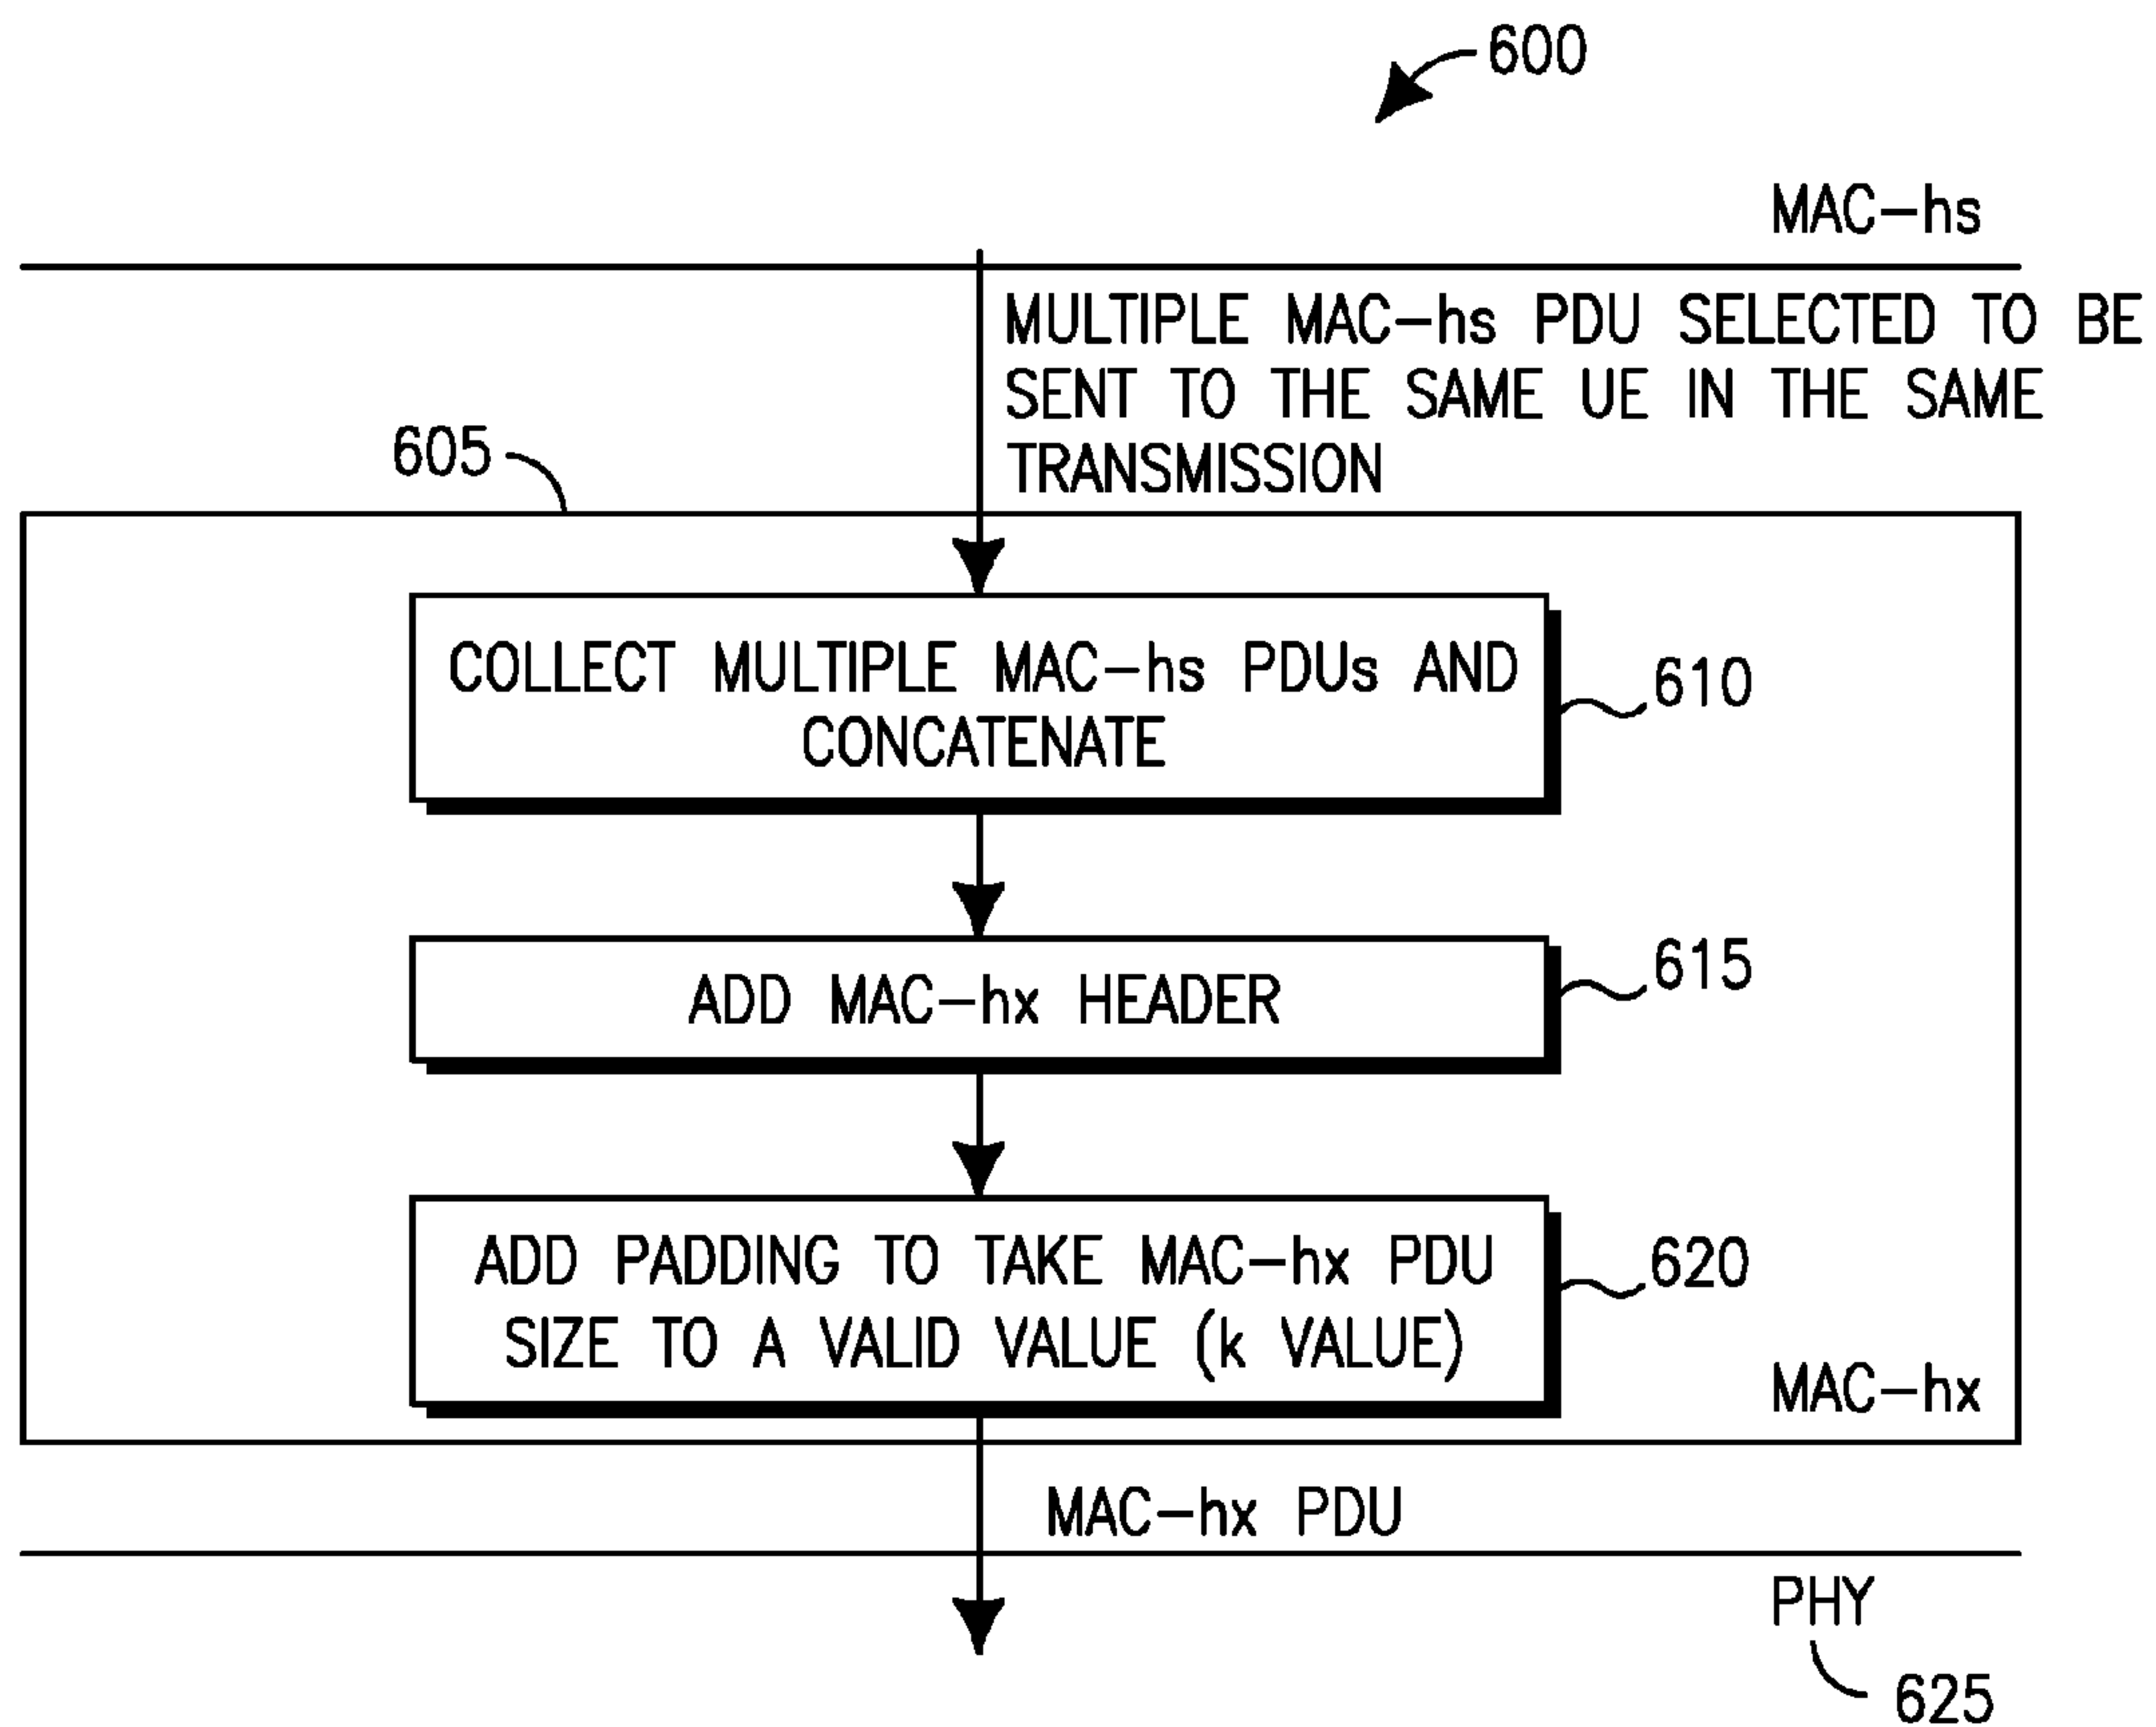 600
MAC-hs
MULTIPLE MAC-hs PDU SELECTED TO BE
SENT TO THE SAME UE IN THE SAME
TRANSMISSION
605
COLLECT MULTIPLE MAC-hs PDUs AND
CONCATENATE
610
ADD MAC-hx HEADER
615
ADD PADDING TO TAKE MAC-hx PDU
SIZE TO A VALID VALUE (k VALUE)
620
MAC-hx
MAC-hx PDU
PHY
625